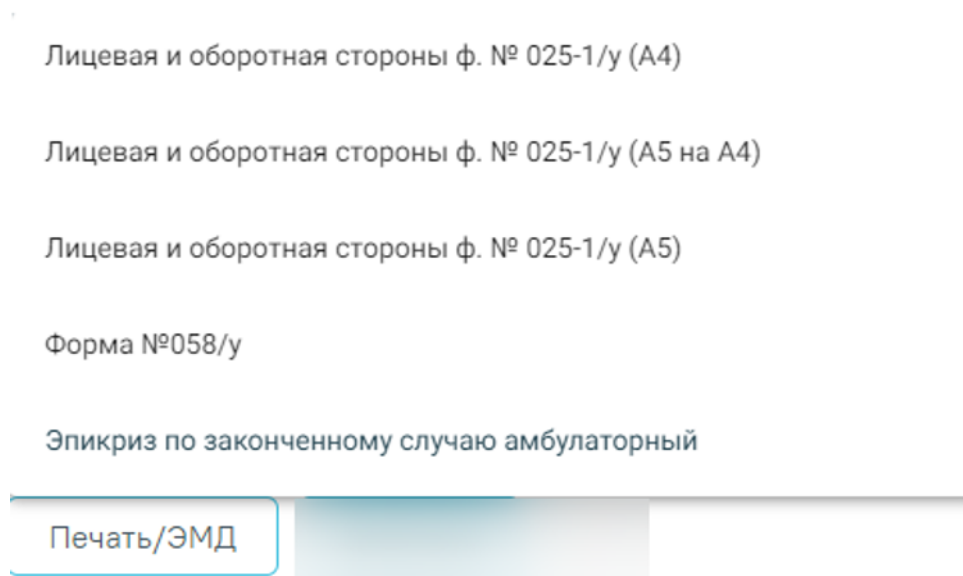 Лицевая и оборотная стороны ф. № 025-1/у (А4)
Лицевая и оборотная стороны ф. № 025-1/у (А5 на А4)
Лицевая и оборотная стороны ф. № 025-1/у (А5)
Форма №058/у
Эпикриз по законченному случаю амбулаторный
Печать/ЭМД